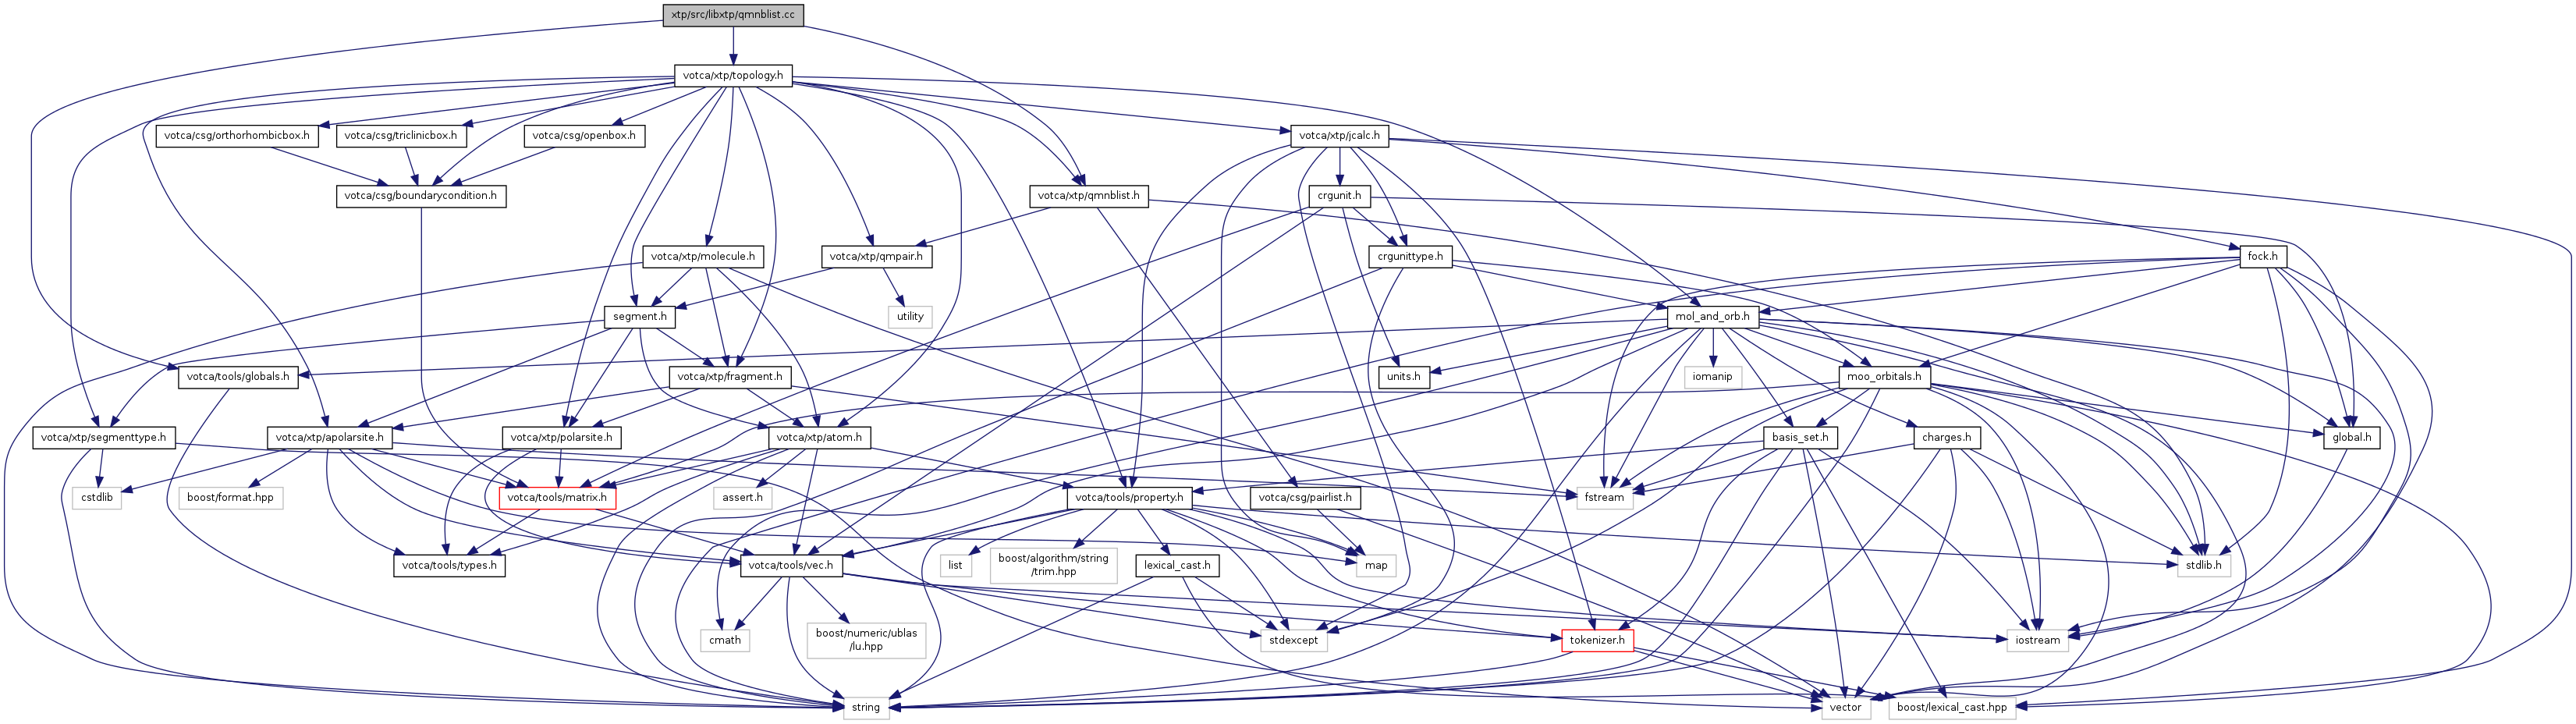 xtp/src/libxtp/qmnblist.cc
votca/xtp/topology.h
votca/csg/orthorhombicbox.h
votca/csg/triclinicbox.h
votca/csg/openbox.h
votca/xtp/jcalc.h
votca/csg/boundarycondition.h
votca/xtp/qmnblist.h
crgunit.h
votca/xtp/molecule.h
votca/xtp/qmpair.h
crgunittype.h
fock.h
segment.h
utility
mol_and_orb.h
votca/tools/globals.h
votca/xtp/fragment.h
units.h
iomanip
moo_orbitals.h
votca/xtp/segmenttype.h
votca/xtp/apolarsite.h
votca/xtp/polarsite.h
votca/xtp/atom.h
basis_set.h
charges.h
global.h
cstdlib
boost/format.hpp
votca/tools/matrix.h
assert.h
votca/tools/property.h
votca/csg/pairlist.h
fstream
votca/tools/types.h
votca/tools/vec.h
list
boost/algorithm/string
/trim.hpp
lexical_cast.h
map
stdlib.h
cmath
boost/numeric/ublas
/lu.hpp
stdexcept
tokenizer.h
iostream
string
vector
boost/lexical_cast.hpp